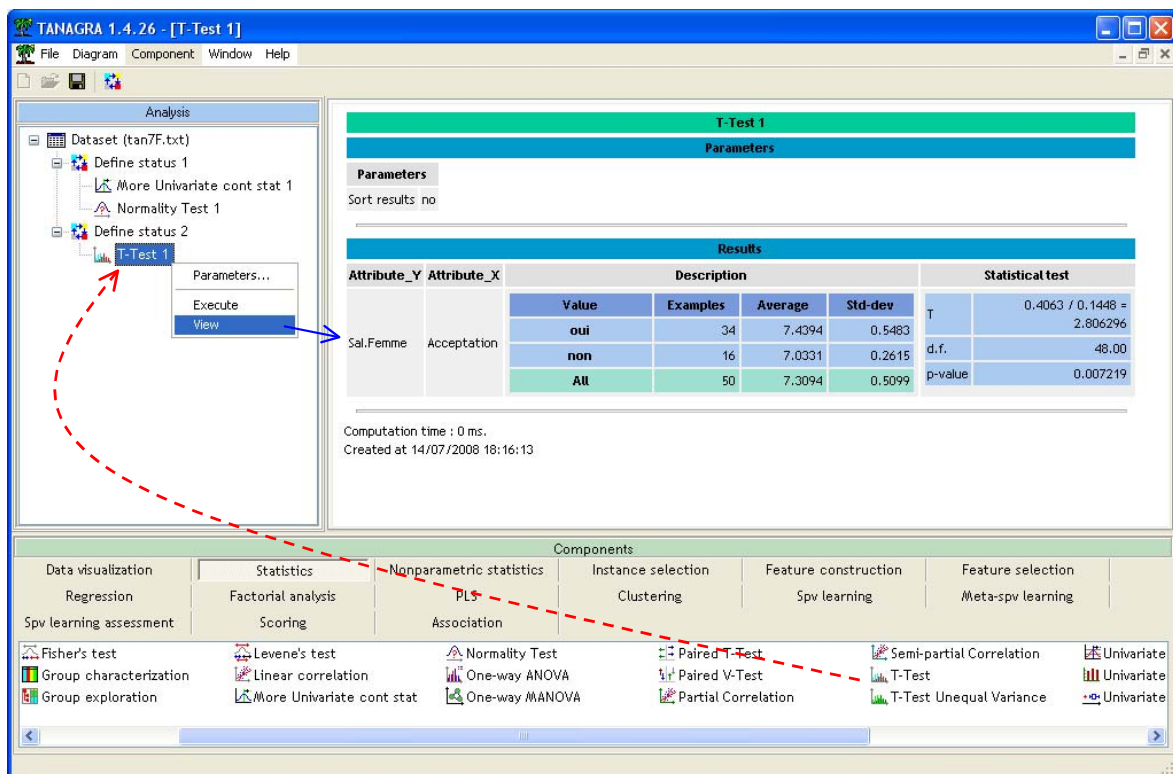 TANAGRA 1.4.26 - [T-Test 1]
File Diagram Component Window Help
Analysis
Dataset (tan7F.txt)
Define status 1
More Univariate cont stat 1
Normality Test 1
Define status 2
T-Test 1
Parameters...
Execute
View
T-Test 1
Parameters
Parameters
Sort results no
Results
Attribute_Y Attribute_X Description Statistical test
Sal.Femme Acceptation
Value Examples Average Std-dev
oui 34 7.4394 0.5483
non 16 7.0331 0.2615
All 50 7.3094 0.5099
T 0.4063 / 0.1448 =
2.806296
d.f. 48.00
p-value 0.007219
Computation time : 0 ms.
Created at 14/07/2008 18:16:13
Components
Data visualization Statistics Nonparametric statistics Instance selection Feature construction Feature selection
Regression Factorial analysis PLS Clustering Spv learning Meta-spv learning
Spv learning assessment Scoring Association
Fisher's test Levene's test Normality Test Paired T-Test Semi-partial Correlation Univariate
Group characterization Linear correlation One-way ANOVA Paired V-Test T-Test Univariate
Group exploration More Univariate cont stat One-way MANOVA Partial Correlation T-Test Unequal Variance Univariate